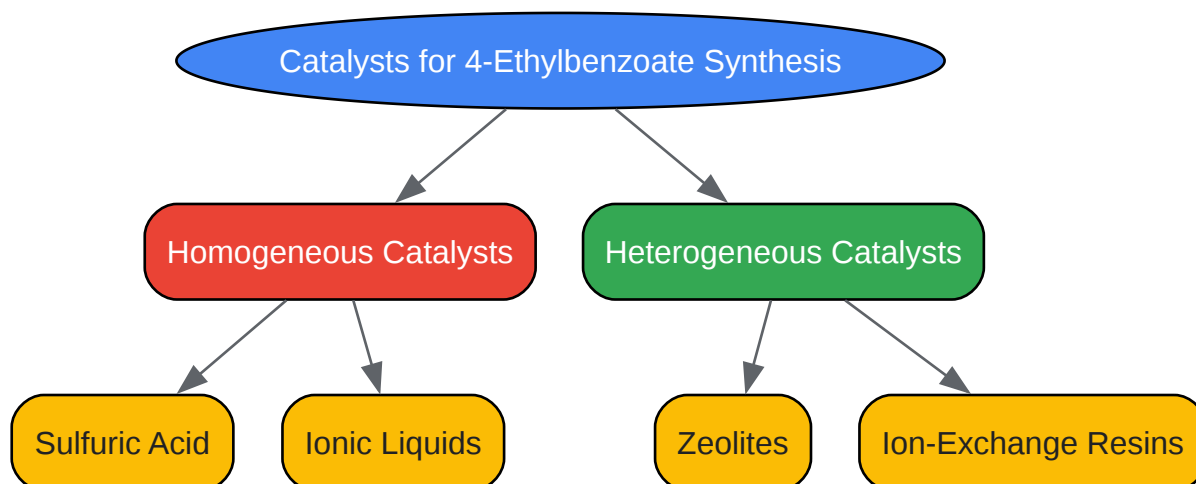 Catalysts for 4-Ethylbenzoate Synthesis
Homogeneous Catalysts
Heterogeneous Catalysts
Sulfuric Acid
Ionic Liquids
Zeolites
Ion-Exchange Resins